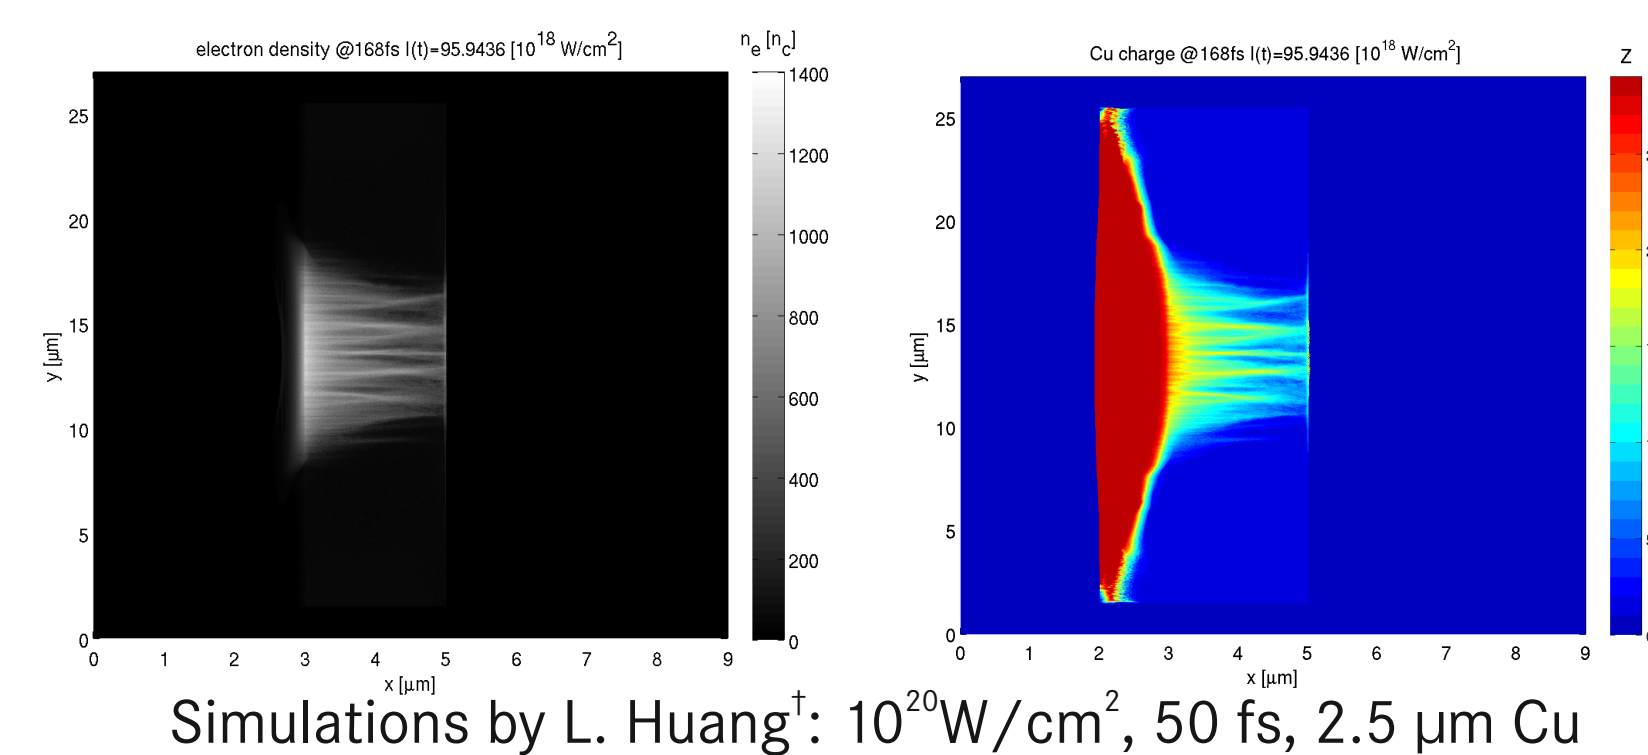 electron density @168fs I(t)=95.9436 [10^18 W/cm^2]
n_e [n_c]
1400
1200
1000
800
600
400
200
0
25
20
15
10
5
0
y [μm]
0 1 2 3 4 5 6 7 8 9
x [μm]
Cu charge @168fs I(t)=95.9436 [10^18 W/cm^2]
Z
25
20
15
10
5
0
y [μm]
0 1 2 3 4 5 6 7 8 9
x [μm]
Simulations by L. Huang†: 10^20W/cm^2, 50 fs, 2.5 μm Cu